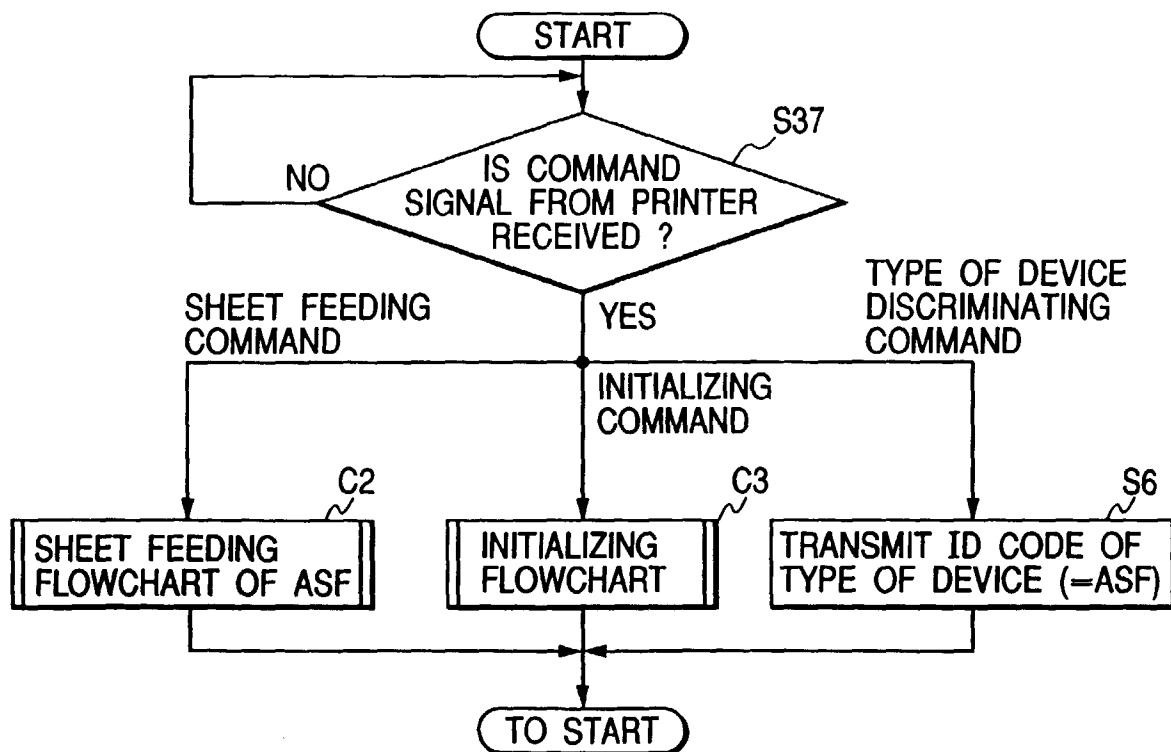 START
S37
IS COMMAND
SIGNAL FROM PRINTER
RECEIVED ?
NO
YES
SHEET FEEDING
COMMAND
INITIALIZING
COMMAND
TYPE OF DEVICE
DISCRIMINATING
COMMAND
C2
SHEET FEEDING
FLOWCHART OF ASF
C3
INITIALIZING
FLOWCHART
S6
TRANSMIT ID CODE OF
TYPE OF DEVICE (=ASF)
TO START